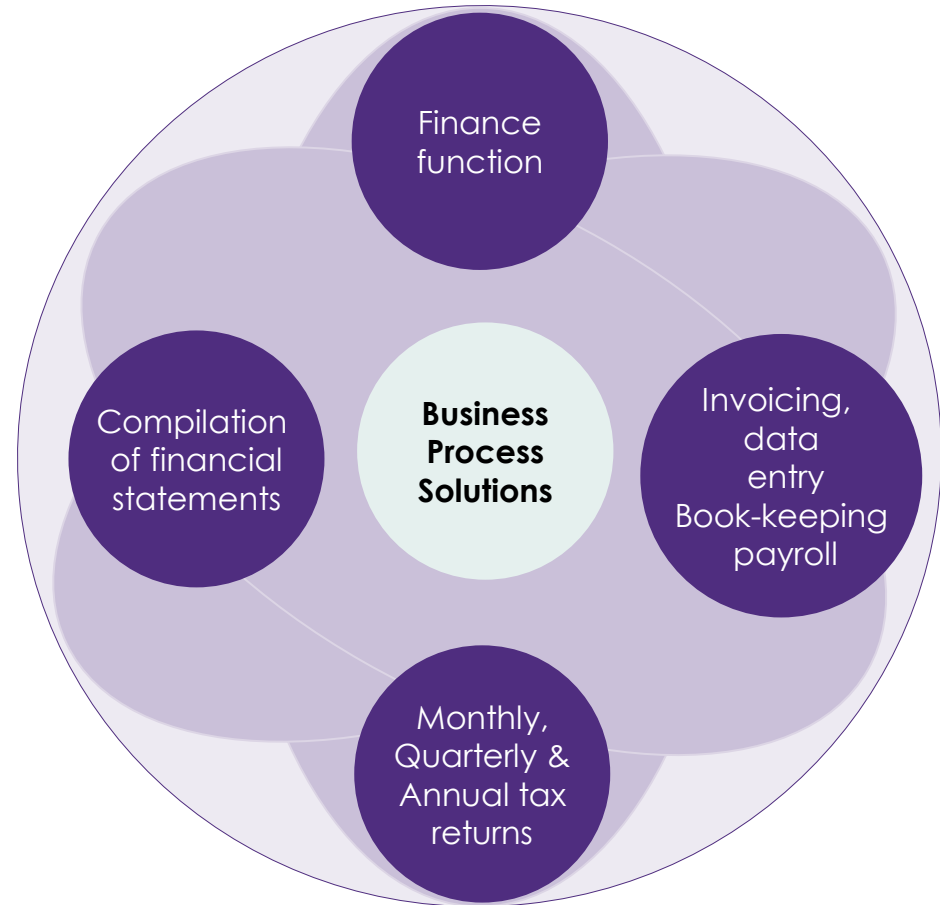 Finance
function
Compilation
of financial
statements
Business
Process
Solutions
Invoicing,
data
entry
Book-keeping
payroll
Monthly,
Quarterly &
Annual tax
returns